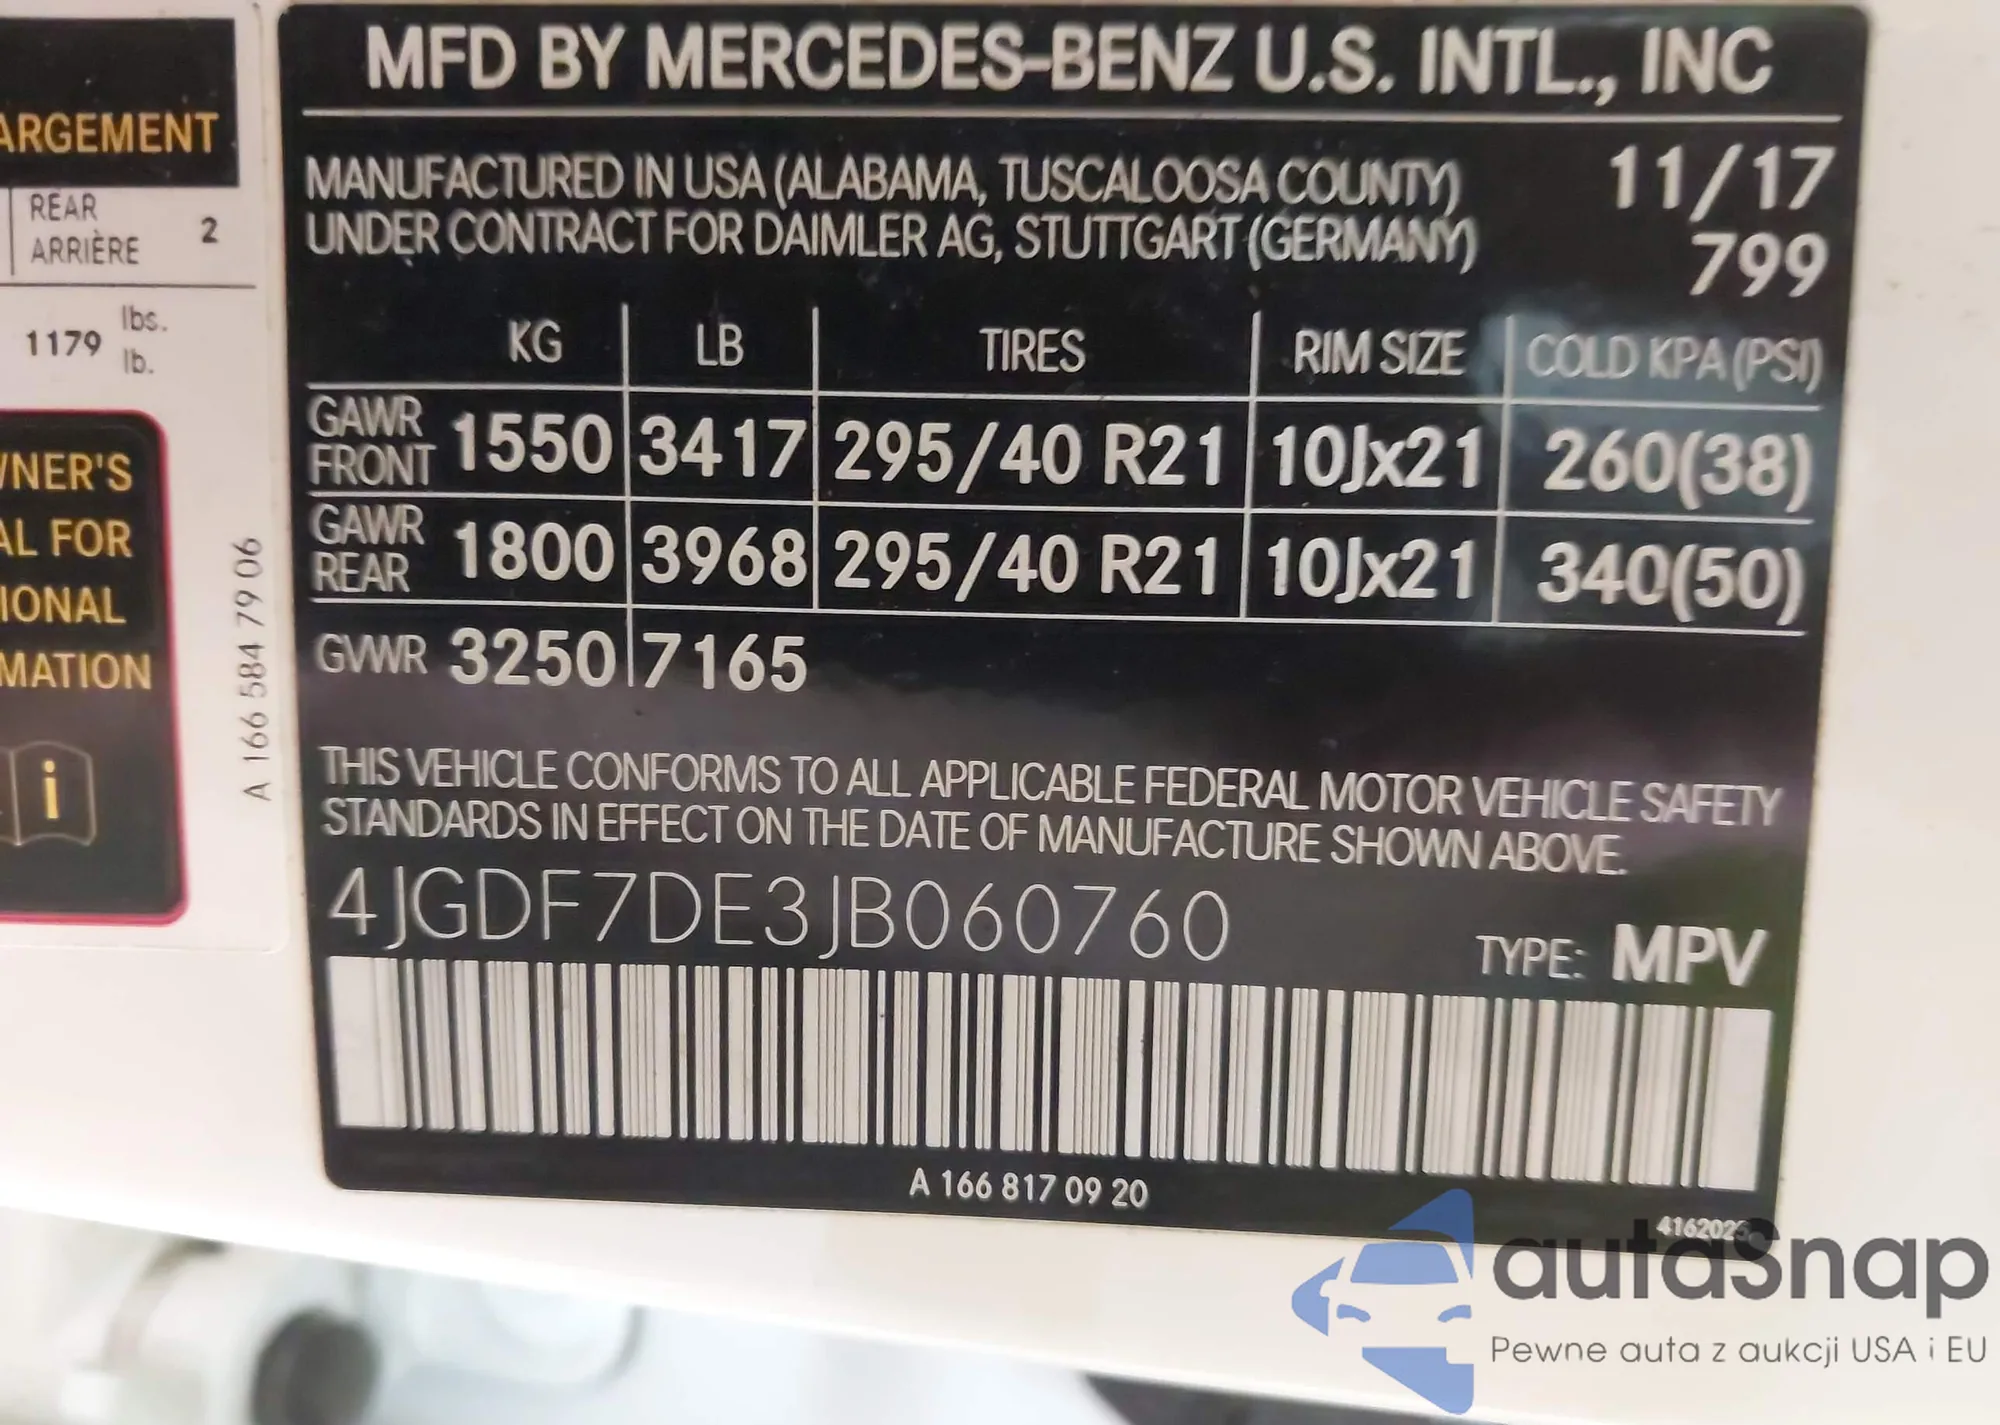 ARGEMENT
REAR
ARRIÈRE 2
1179 lbs.
lb.
NER'S
AL FOR
IONAL
MATION
i
A 166 584 79 06
MFD BY MERCEDES-BENZ U.S. INTL., INC
MANUFACTURED IN USA (ALABAMA, TUSCALOOSA COUNTY) 11/17
UNDER CONTRACT FOR DAIMLER AG, STUTTGART (GERMANY) 799
KG LB TIRES RIM SIZE COLD KPA (PSI)
GAWR FRONT 1550 3417 295/40 R21 10Jx21 260(38)
GAWR REAR 1800 3968 295/40 R21 10Jx21 340(50)
GVWR 3250 7165
THIS VEHICLE CONFORMS TO ALL APPLICABLE FEDERAL MOTOR VEHICLE SAFETY
STANDARDS IN EFFECT ON THE DATE OF MANUFACTURE SHOWN ABOVE.
4JGDF7DE3JB060760
TYPE: MPV
A 166 817 09 20
autaSnap
Pewne auta z aukcji USA i EU